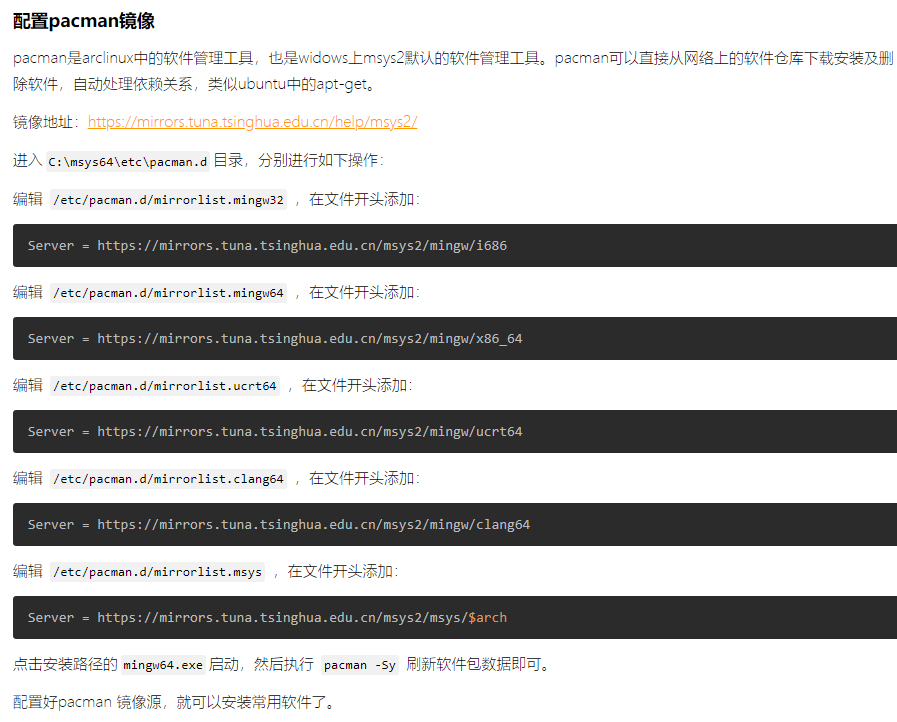 配置pacman镜像
pacman是arclinux中的软件管理工具，也是widows上msys2默认的软件管理工具。pacman可以直接从网络上的软件仓库下载安装及删
除软件，自动处理依赖关系，类似ubuntu中的apt-get。
镜像地址：https://mirrors.tuna.tsinghua.edu.cn/help/msys2/
进入 C:\msys64\etc\pacman.d 目录，分别进行如下操作：
编辑 /etc/pacman.d/mirrorlist.mingw32 ，在文件开头添加：
Server = https://mirrors.tuna.tsinghua.edu.cn/msys2/mingw/i686
编辑 /etc/pacman.d/mirrorlist.mingw64 ，在文件开头添加：
Server = https://mirrors.tuna.tsinghua.edu.cn/msys2/mingw/x86_64
编辑 /etc/pacman.d/mirrorlist.ucrt64 ，在文件开头添加：
Server = https://mirrors.tuna.tsinghua.edu.cn/msys2/mingw/ucrt64
编辑 /etc/pacman.d/mirrorlist.clang64 ，在文件开头添加：
Server = https://mirrors.tuna.tsinghua.edu.cn/msys2/mingw/clang64
编辑 /etc/pacman.d/mirrorlist.msys ，在文件开头添加：
Server = https://mirrors.tuna.tsinghua.edu.cn/msys2/msys/$arch
点击安装路径的 mingw64.exe 启动，然后执行 pacman -Sy 刷新软件包数据即可。
配置好pacman 镜像源，就可以安装常用软件了。